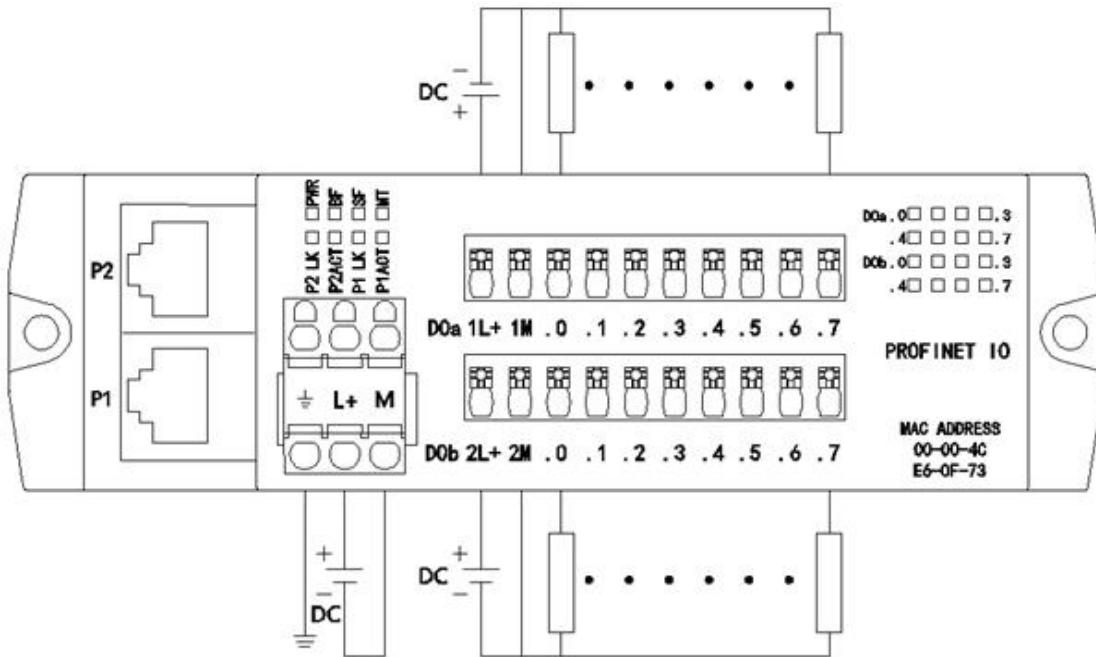 −
DC
+
PWR BF SF MT
P2 LK P2ACT P1 LK P1ACT
DOa.0 .3
.4 .7
DOb.0 .3
.4 .7
P2
DOa 1L+ 1M .0 .1 .2 .3 .4 .5 .6 .7
PROFINET IO
P1
L+ M
DOb 2L+ 2M .0 .1 .2 .3 .4 .5 .6 .7
MAC ADDRESS
00-00-4C
E6-0F-73
+
−
DC
+
DC
−